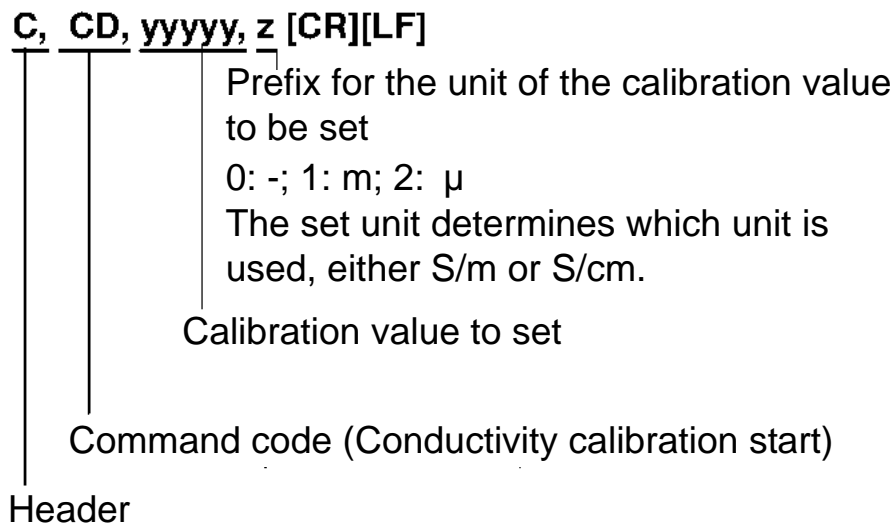 C, CD, yyyyy, z [CR][LF]
Prefix for the unit of the calibration value
to be set
0: -; 1: m; 2: µ
The set unit determines which unit is
used, either S/m or S/cm.
Calibration value to set
Command code (Conductivity calibration start)
Header